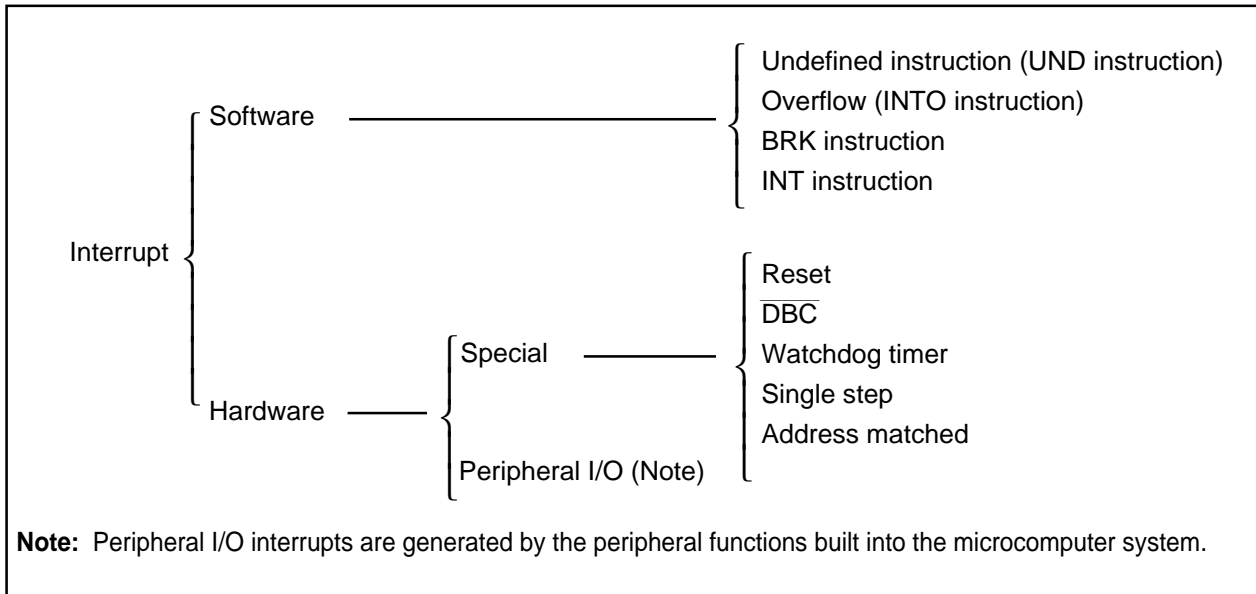 Interrupt
Software
Undefined instruction (UND instruction)
Overflow (INTO instruction)
BRK instruction
INT instruction
Hardware
Special
Reset
DBC
Watchdog timer
Single step
Address matched
Peripheral I/O (Note)
Note: Peripheral I/O interrupts are generated by the peripheral functions built into the microcomputer system.